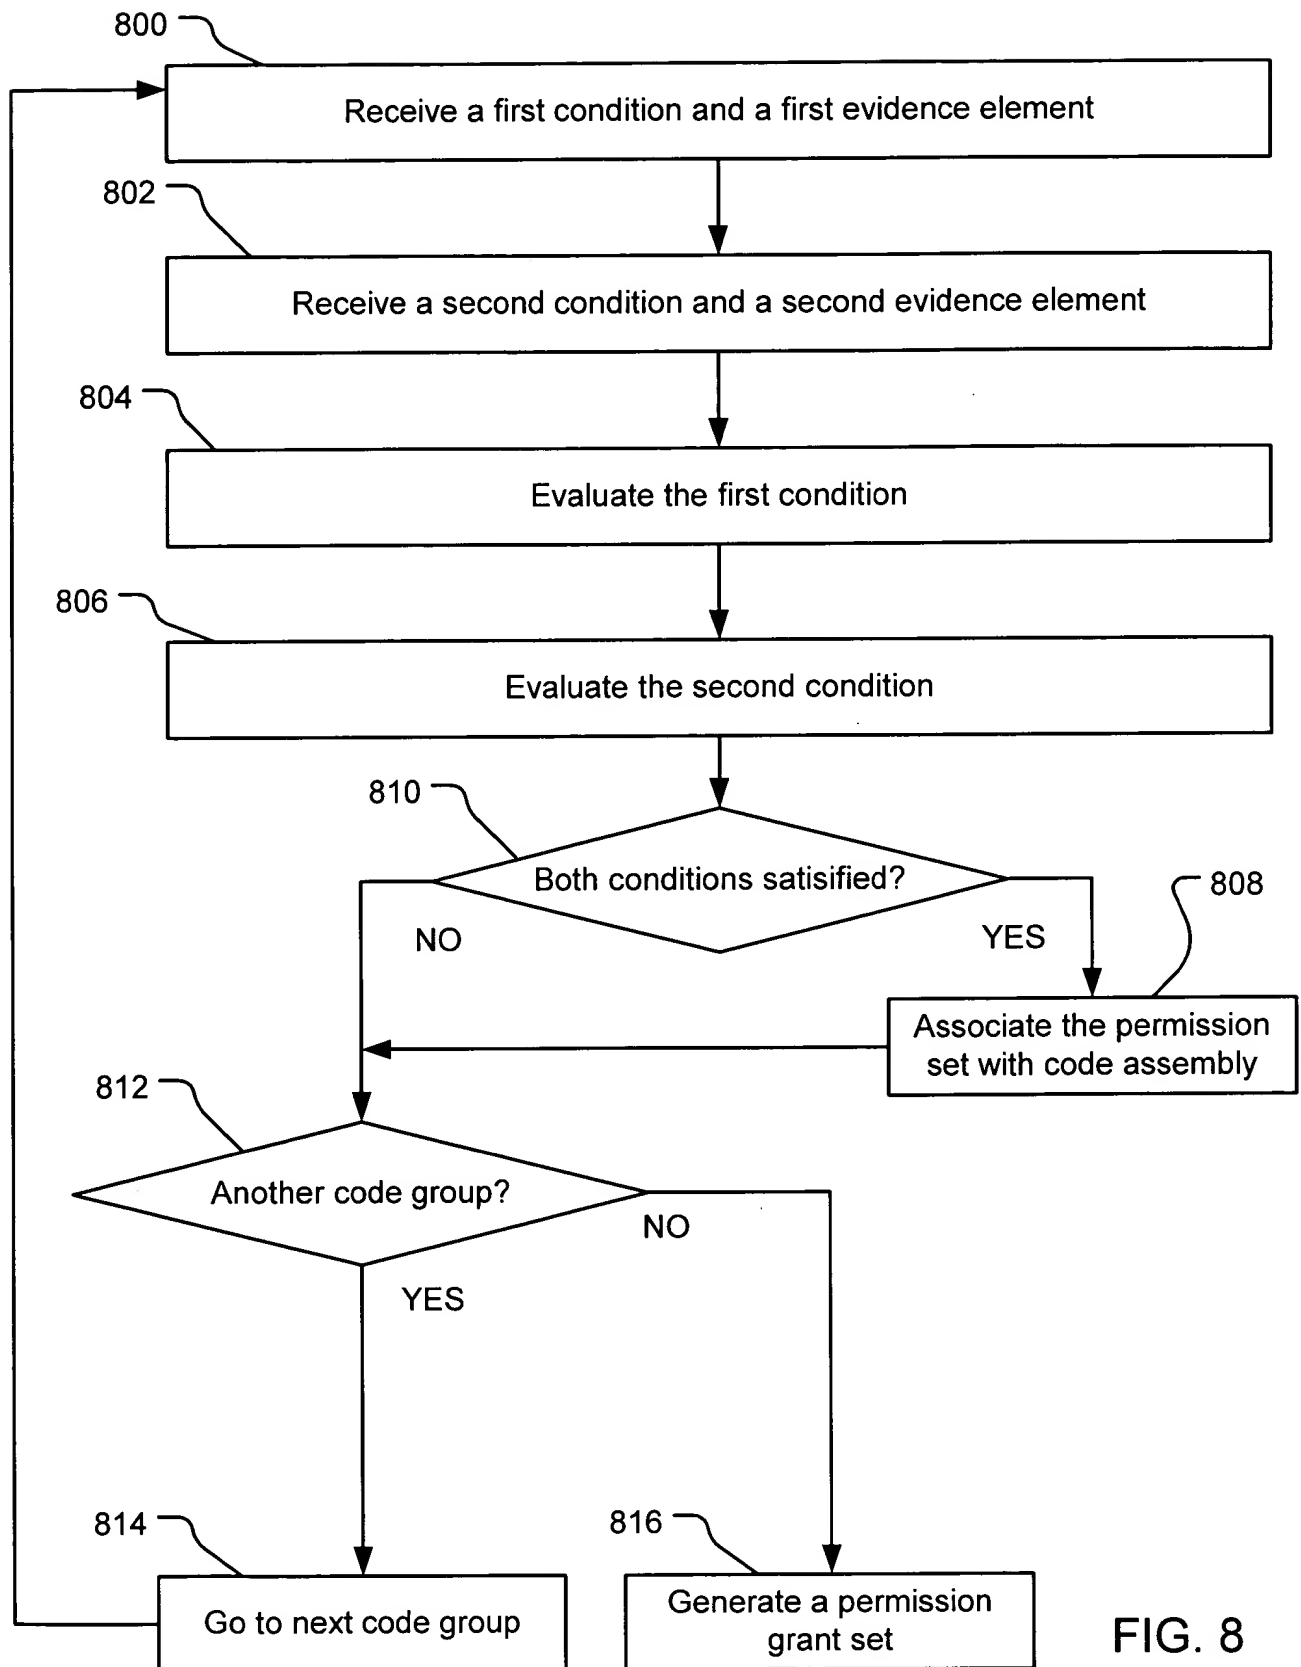 800
Receive a first condition and a first evidence element
802
Receive a second condition and a second evidence element
804
Evaluate the first condition
806
Evaluate the second condition
810
Both conditions satisified?
808
NO
YES
Associate the permission
set with code assembly
812
Another code group?
NO
YES
814
816
Go to next code group
Generate a permission
grant set
FIG. 8